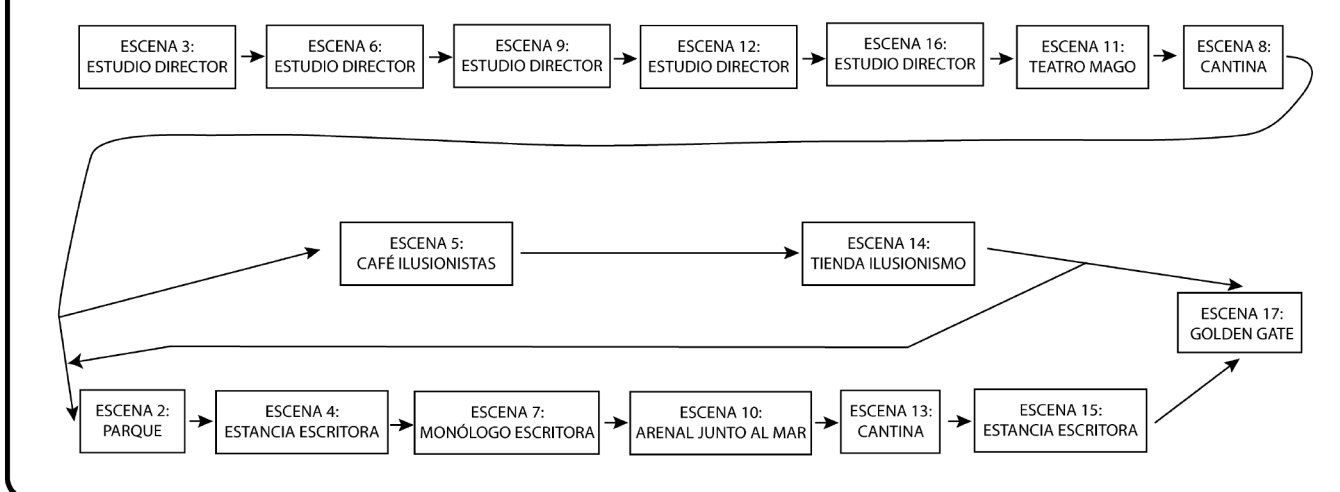 ESCENA 3:
ESTUDIO DIRECTOR
ESCENA 6:
ESTUDIO DIRECTOR
ESCENA 9:
ESTUDIO DIRECTOR
ESCENA 12:
ESTUDIO DIRECTOR
ESCENA 16:
ESTUDIO DIRECTOR
ESCENA 11:
TEATRO MAGO
ESCENA 8:
CANTINA
ESCENA 5:
CAFÉ ILUSIONISTAS
ESCENA 14:
TIENDA ILUSIONISMO
ESCENA 17:
GOLDEN GATE
ESCENA 2:
PARQUE
ESCENA 4:
ESTANCIA ESCRITORA
ESCENA 7:
MONÓLOGO ESCRITORA
ESCENA 10:
ARENAL JUNTO AL MAR
ESCENA 13:
CANTINA
ESCENA 15:
ESTANCIA ESCRITORA